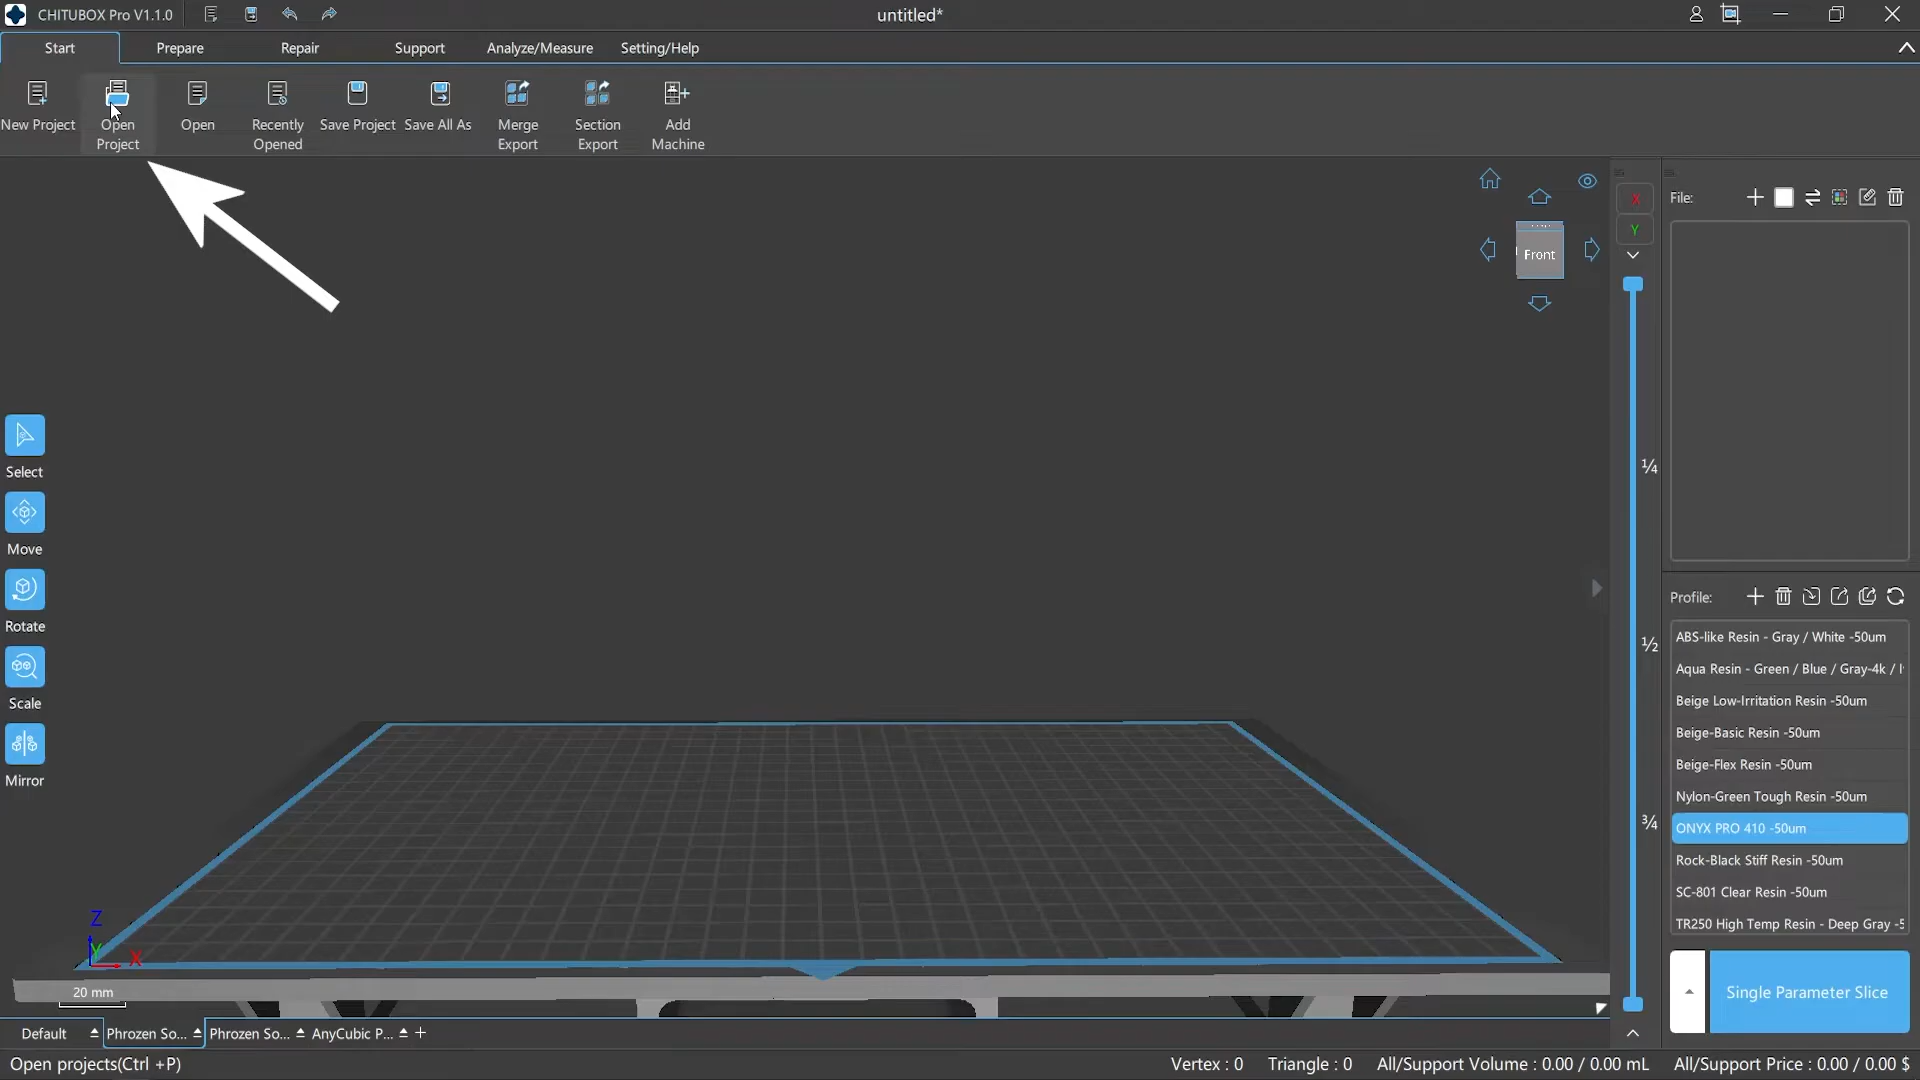 CHITUBOX Pro V1.1.0
untitled*
Start
Prepare
Repair
Support
Analyze/Measure
Setting/Help
New Project
Open
Project
Open
Recently
Opened
Save Project
Save All As
Merge
Export
Section
Export
Add
Machine
Front
X
Y
File:
Select
Move
Rotate
Scale
Mirror
¼
½
¾
Profile:
ABS-like Resin - Gray / White -50um
Aqua Resin - Green / Blue / Gray-4k /
Beige Low-Irritation Resin -50um
Beige-Basic Resin -50um
Beige-Flex Resin -50um
Nylon-Green Tough Resin -50um
ONYX PRO 410 -50um
Rock-Black Stiff Resin -50um
SC-801 Clear Resin -50um
TR250 High Temp Resin - Deep Gray -5
Z
Y
X
20 mm
Single Parameter Slice
Default
Phrozen So...
Phrozen So...
AnyCubic P...
Open projects(Ctrl +P)
Vertex : 0
Triangle : 0
All/Support Volume : 0.00 / 0.00 mL
All/Support Price : 0.00 / 0.00 $